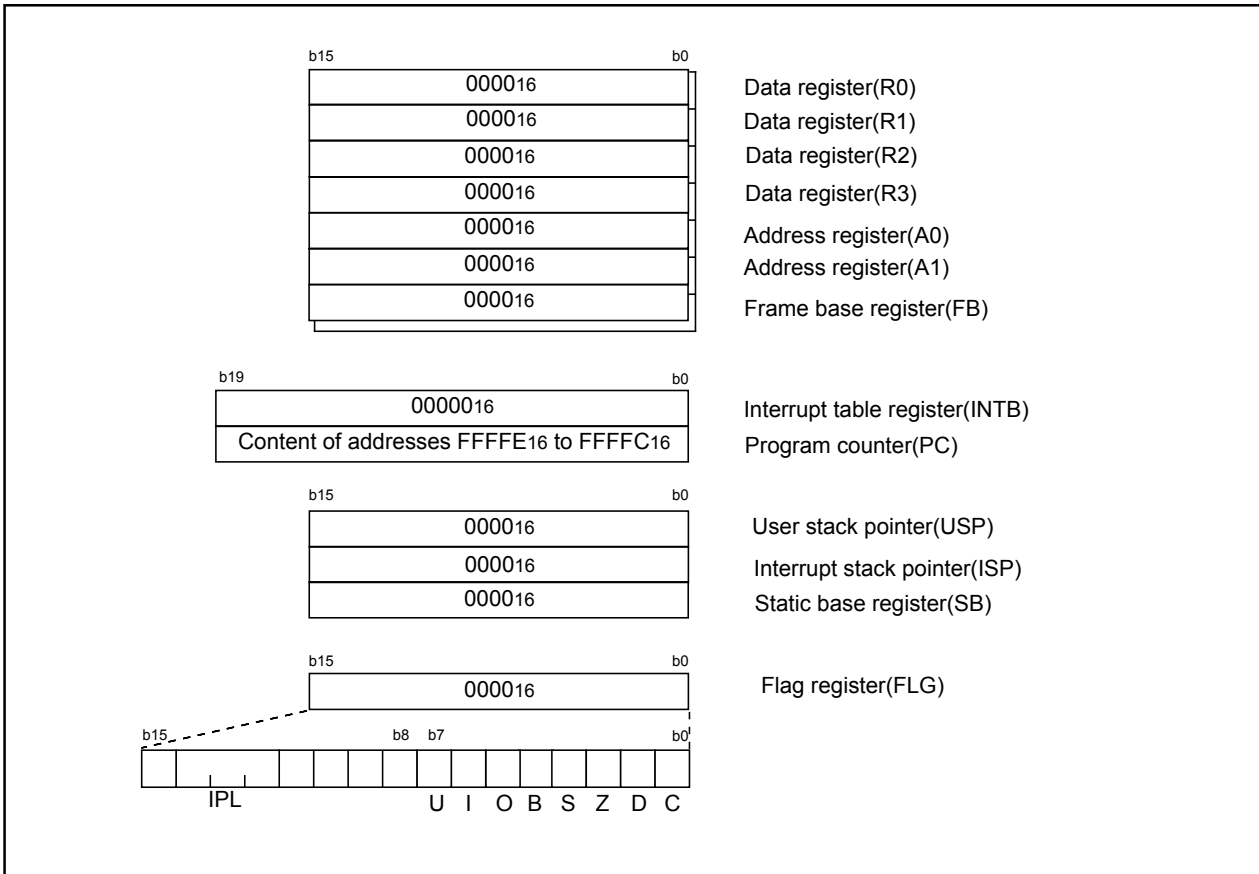 b15 b0
000016 Data register(R0)
000016 Data register(R1)
000016 Data register(R2)
000016 Data register(R3)
000016 Address register(A0)
000016 Address register(A1)
000016 Frame base register(FB)
b19 b0
0000016 Interrupt table register(INTB)
Content of addresses FFFFE16 to FFFFC16 Program counter(PC)
b15 b0
000016 User stack pointer(USP)
000016 Interrupt stack pointer(ISP)
000016 Static base register(SB)
b15 b0
000016 Flag register(FLG)
b15 b8 b7 b0
IPL U I O B S Z D C